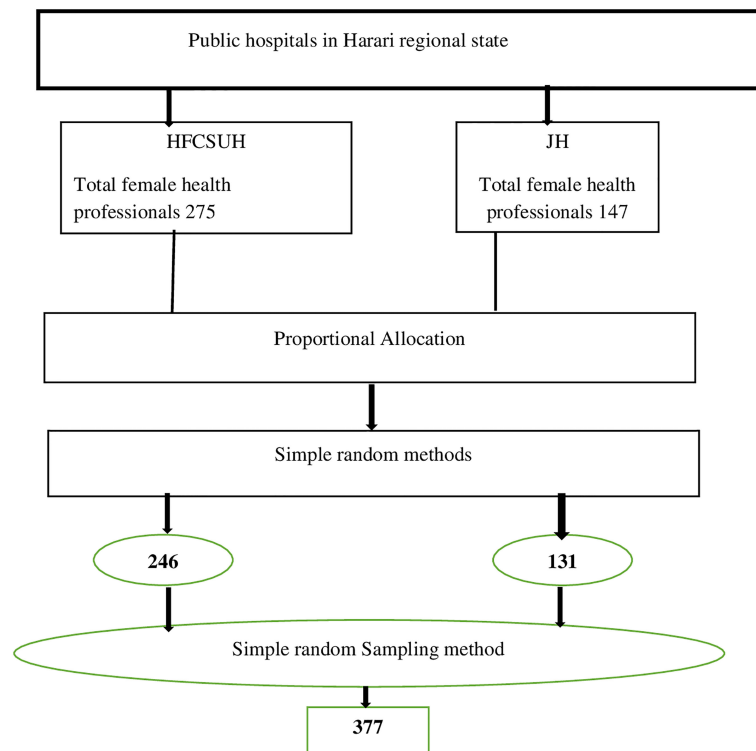 Public hospitals in Harari regional state
HFCSUH
Total female health
professionals 275
JH
Total female health
professionals 147
Proportional Allocation
Simple random methods
246
131
Simple random Sampling method
377